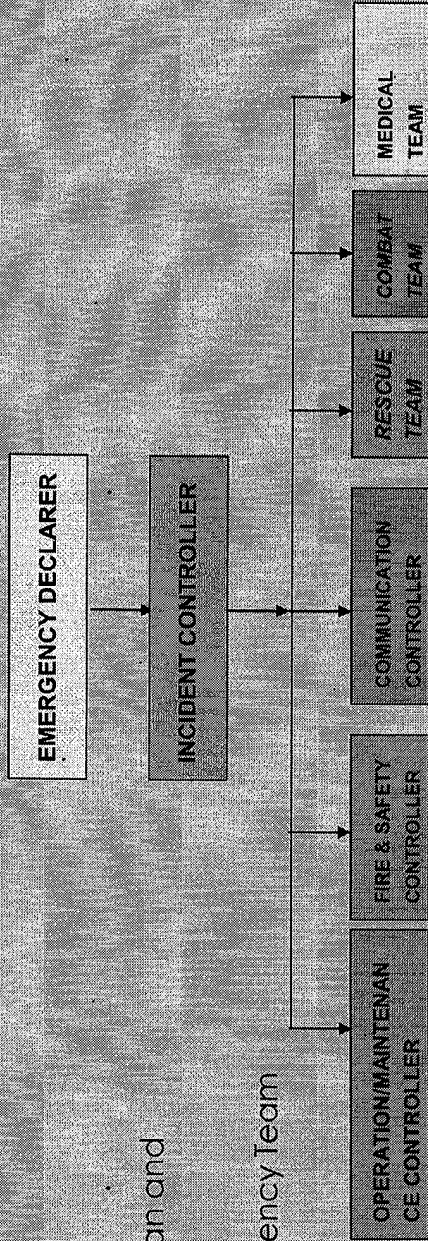 EMERGENCY DECLARER
INCIDENT CONTROLLER
an and
ency Team
OPERATION/MAINTENAN
CE CONTROLLER
FIRE & SAFETY
CONTROLLER
COMMUNICATION
CONTROLLER
RESCUE
TEAM
COMBAT
TEAM
MEDICAL
TEAM